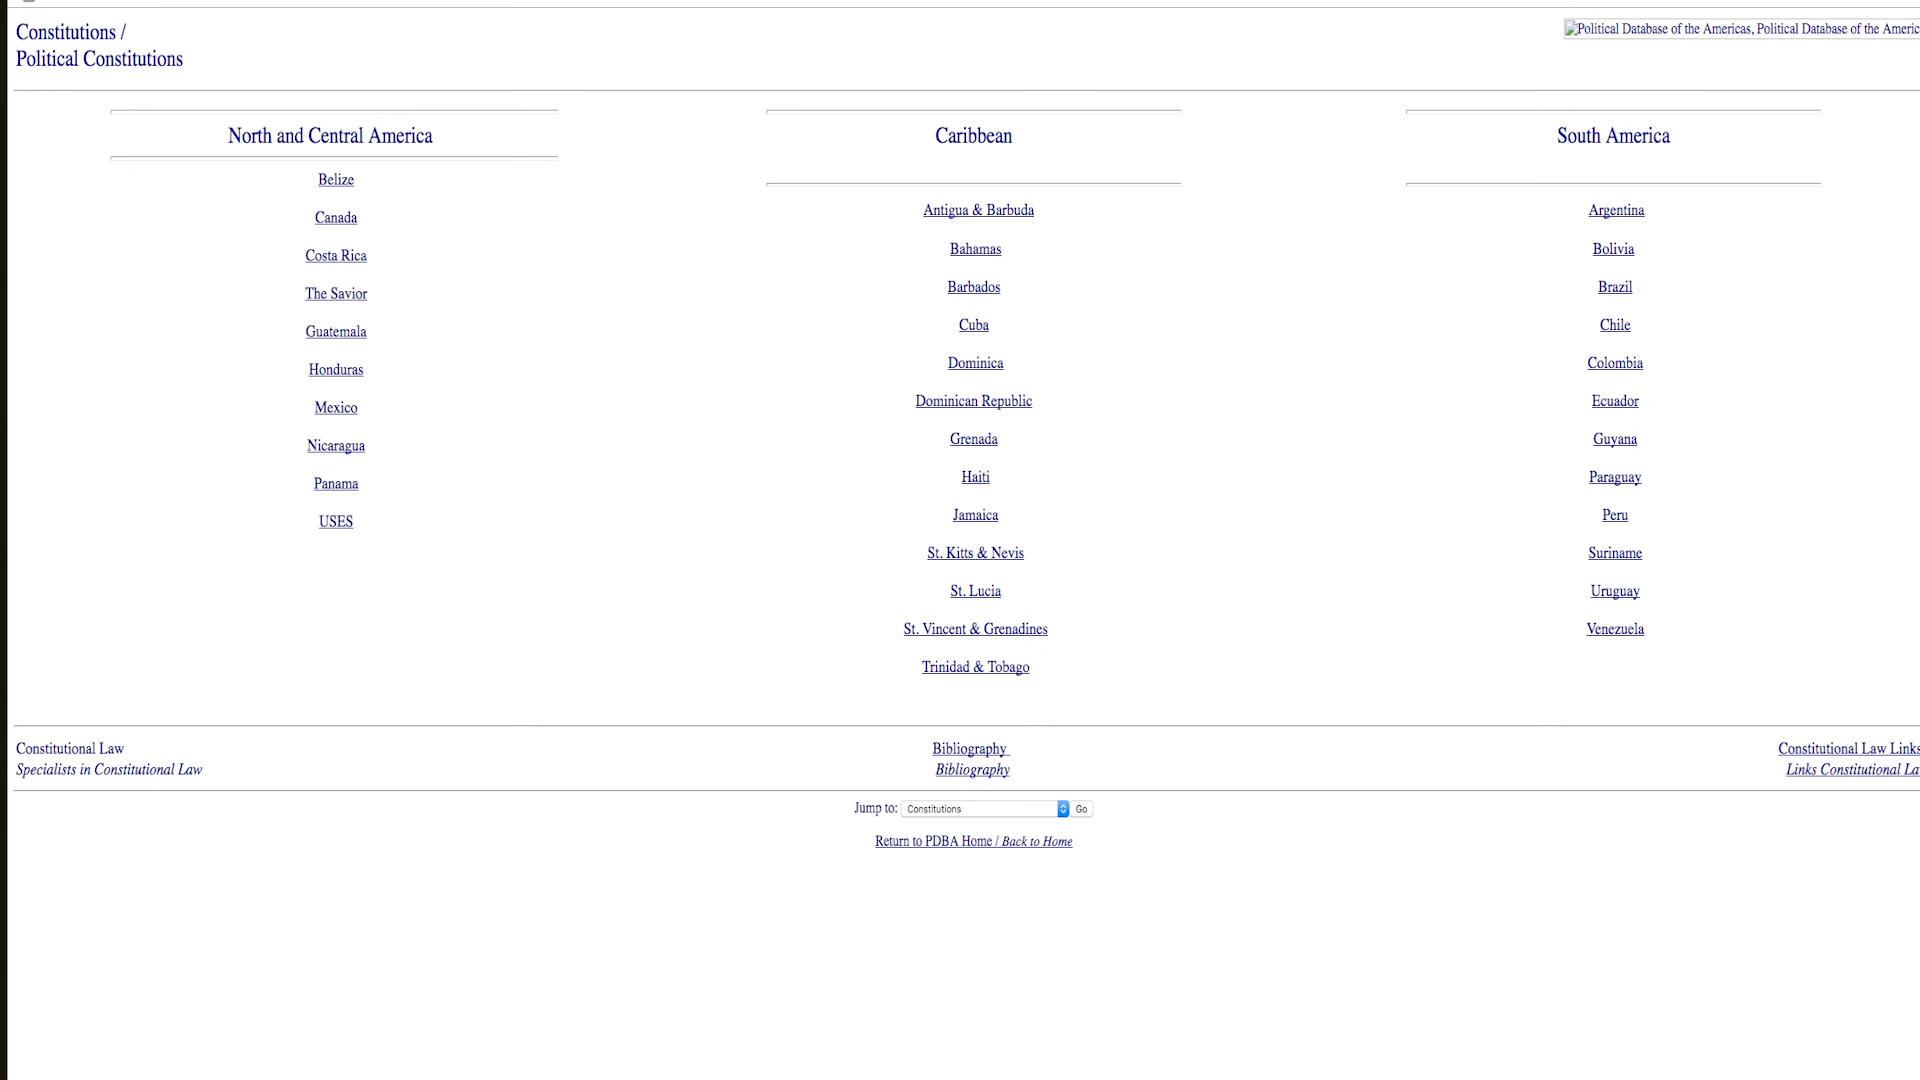 Constitutions /
Political Constitutions
Political Database of the Americas, Political Database of the
North and Central America
Belize
Canada
Costa Rica
The Savior
Guatemala
Honduras
Mexico
Nicaragua
Panama
USES
Caribbean
Antigua & Barbuda
Bahamas
Barbados
Cuba
Dominica
Dominican Republic
Grenada
Haiti
Jamaica
St. Kitts & Nevis
St. Lucia
St. Vincent & Grenadines
Trinidad & Tobago
South America
Argentina
Bolivia
Brazil
Chile
Colombia
Ecuador
Guyana
Paraguay
Peru
Suriname
Uruguay
Venezuela
Constitutional Law
Specialists in Constitutional Law
Bibliography
Bibliography
Constitutional Law Links
Links Constitutional
Jump to: Constitutions Go
Return to PDBA Home / Back to Home